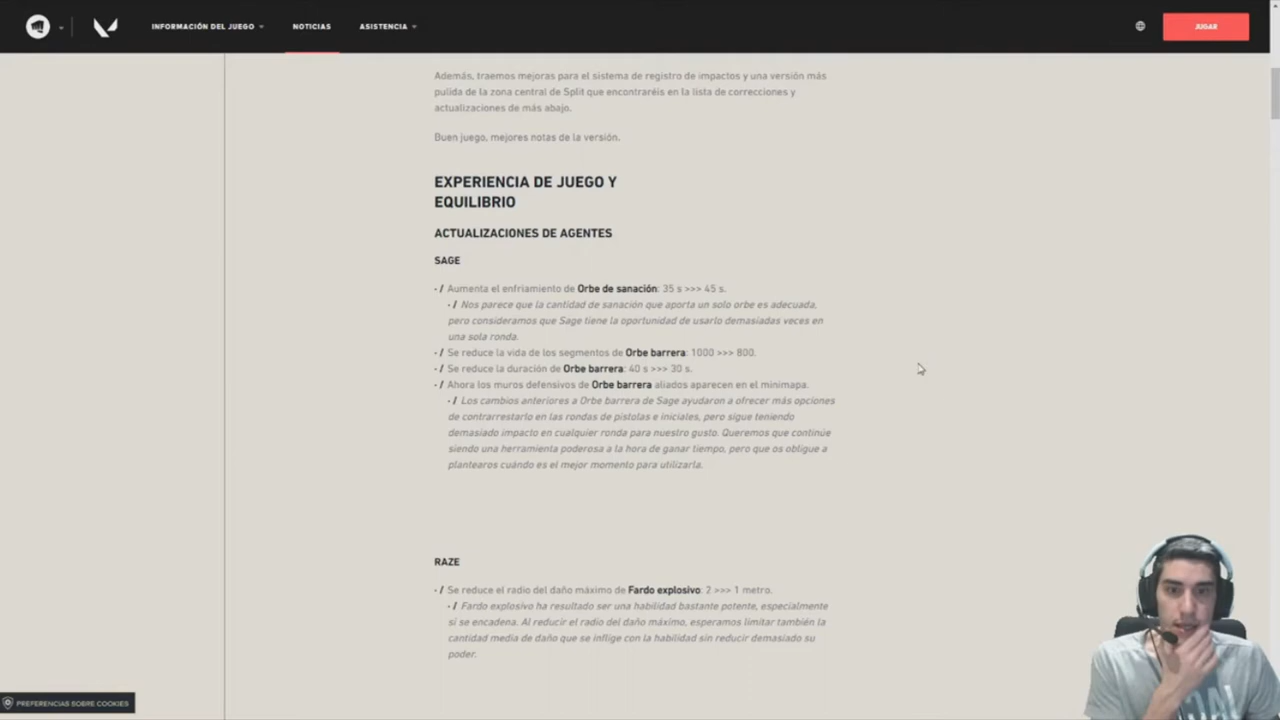 INFORMACIÓN DEL JUEGO
NOTICIAS
ASISTENCIA
JUGAR
Además, traemos mejoras para el sistema de registro de impactos y una versión más
pulida de la zona central de Split que encontraréis en la lista de correcciones y
actualizaciones de más abajo.
Buen juego, mejores notas de la versión.
EXPERIENCIA DE JUEGO Y
EQUILIBRIO
ACTUALIZACIONES DE AGENTES
SAGE
· / Aumenta el enfriamiento de Orbe de sanación: 35 s >>> 45 s.
· / Nos parece que la cantidad de sanación que aporta un solo orbe es adecuada,
pero consideramos que Sage tiene la oportunidad de usarlo demasiadas veces en
una sola ronda.
· / Se reduce la vida de los segmentos de Orbe barrera: 1000 >>> 800.
· / Se reduce la duración de Orbe barrera: 40 s >>> 30 s.
· / Ahora los muros defensivos de Orbe barrera aliados aparecen en el minimapa.
· / Los cambios anteriores a Orbe barrera de Sage ayudaron a ofrecer más opciones
de contrarrestarlo en las rondas de pistolas e iniciales, pero sigue teniendo
demasiado impacto en cualquier ronda para nuestro gusto. Queremos que continúe
siendo una herramienta poderosa a la hora de ganar tiempo, pero que os obligue a
plantearos cuándo es el mejor momento para utilizarla.
RAZE
· / Se reduce el radio del daño máximo de Fardo explosivo: 2 >>> 1 metro.
· / Fardo explosivo ha resultado ser una habilidad bastante potente, especialmente
si se encadena. Al reducir el radio del daño máximo, esperamos limitar también la
cantidad media de daño que se inflige con la habilidad sin reducir demasiado su
poder.
PREFERENCIAS SOBRE COOKIES